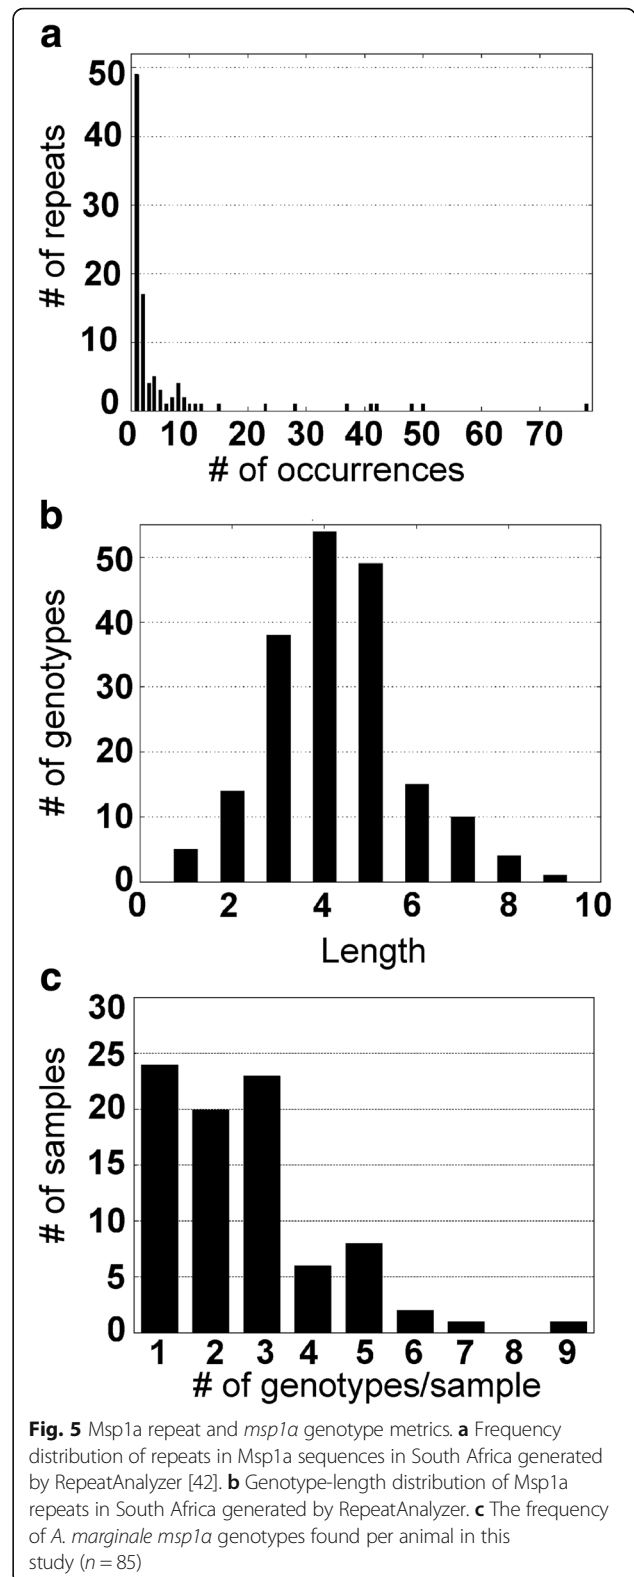 a
# of repeats
50
40
30
20
10
0
0 10 20 30 40 50 60 70
# of occurrences
b
# of genotypes
50
40
30
20
10
0
0 2 4 6 8 10
Length
c
# of samples
30
25
20
15
10
5
0
1 2 3 4 5 6 7 8 9
# of genotypes/sample
Fig. 5 Msp1a repeat and msp1α genotype metrics. a Frequency
distribution of repeats in Msp1a sequences in South Africa generated
by RepeatAnalyzer [42]. b Genotype-length distribution of Msp1a
repeats in South Africa generated by RepeatAnalyzer. c The frequency
of A. marginale msp1α genotypes found per animal in this
study (n = 85)